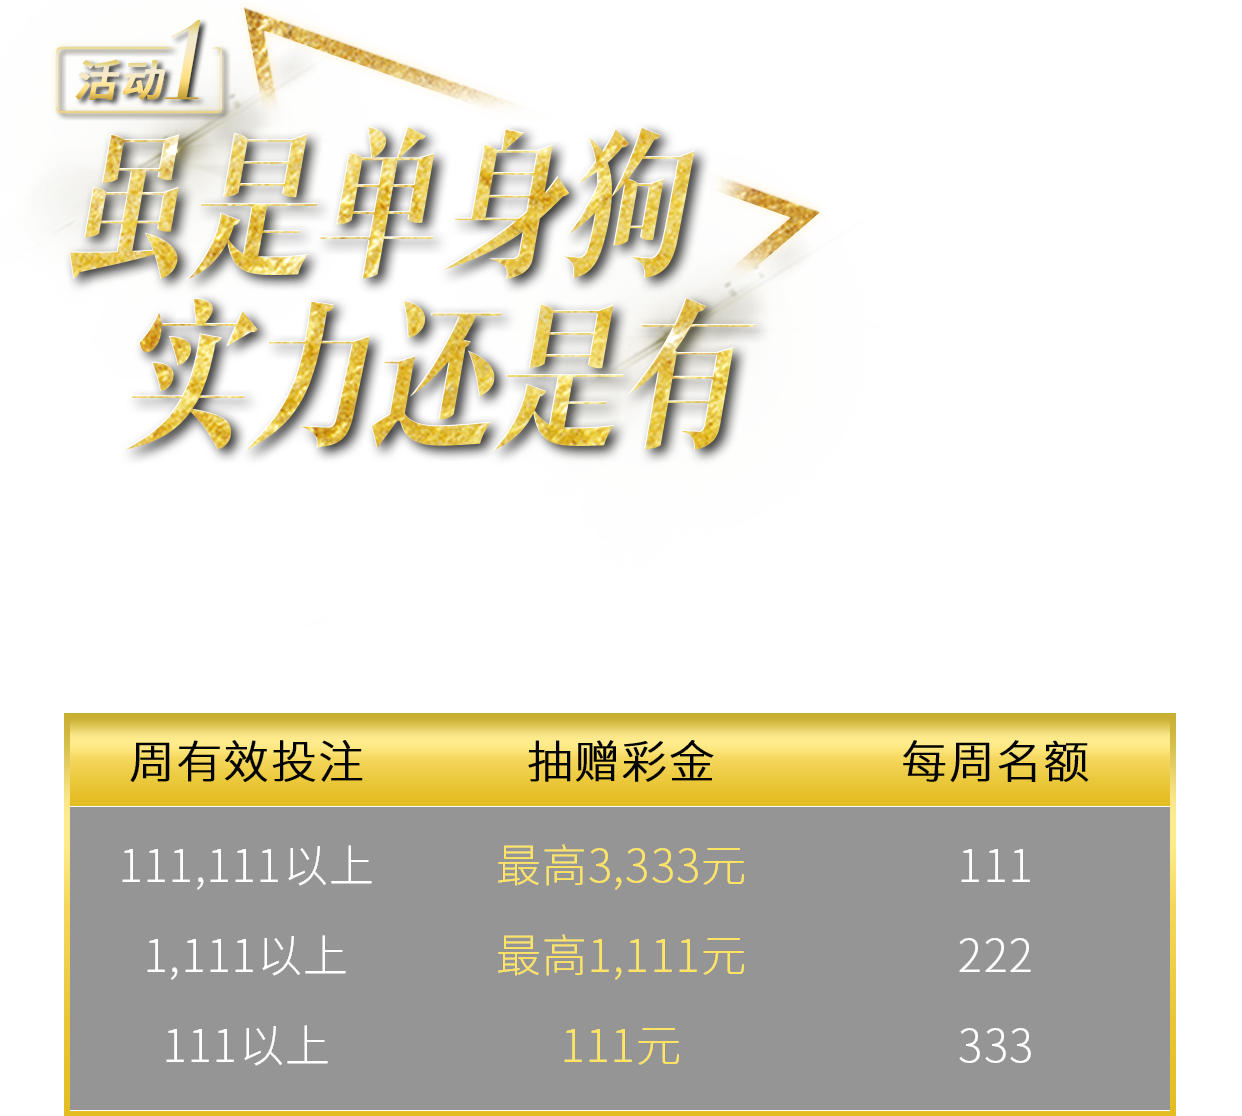 活动1
虽是单身狗
实力还是有
周有效投注 抽赠彩金 每周名额
111,111以上 最高3,333元 111
1,111以上 最高1,111元 222
111以上 111元 333